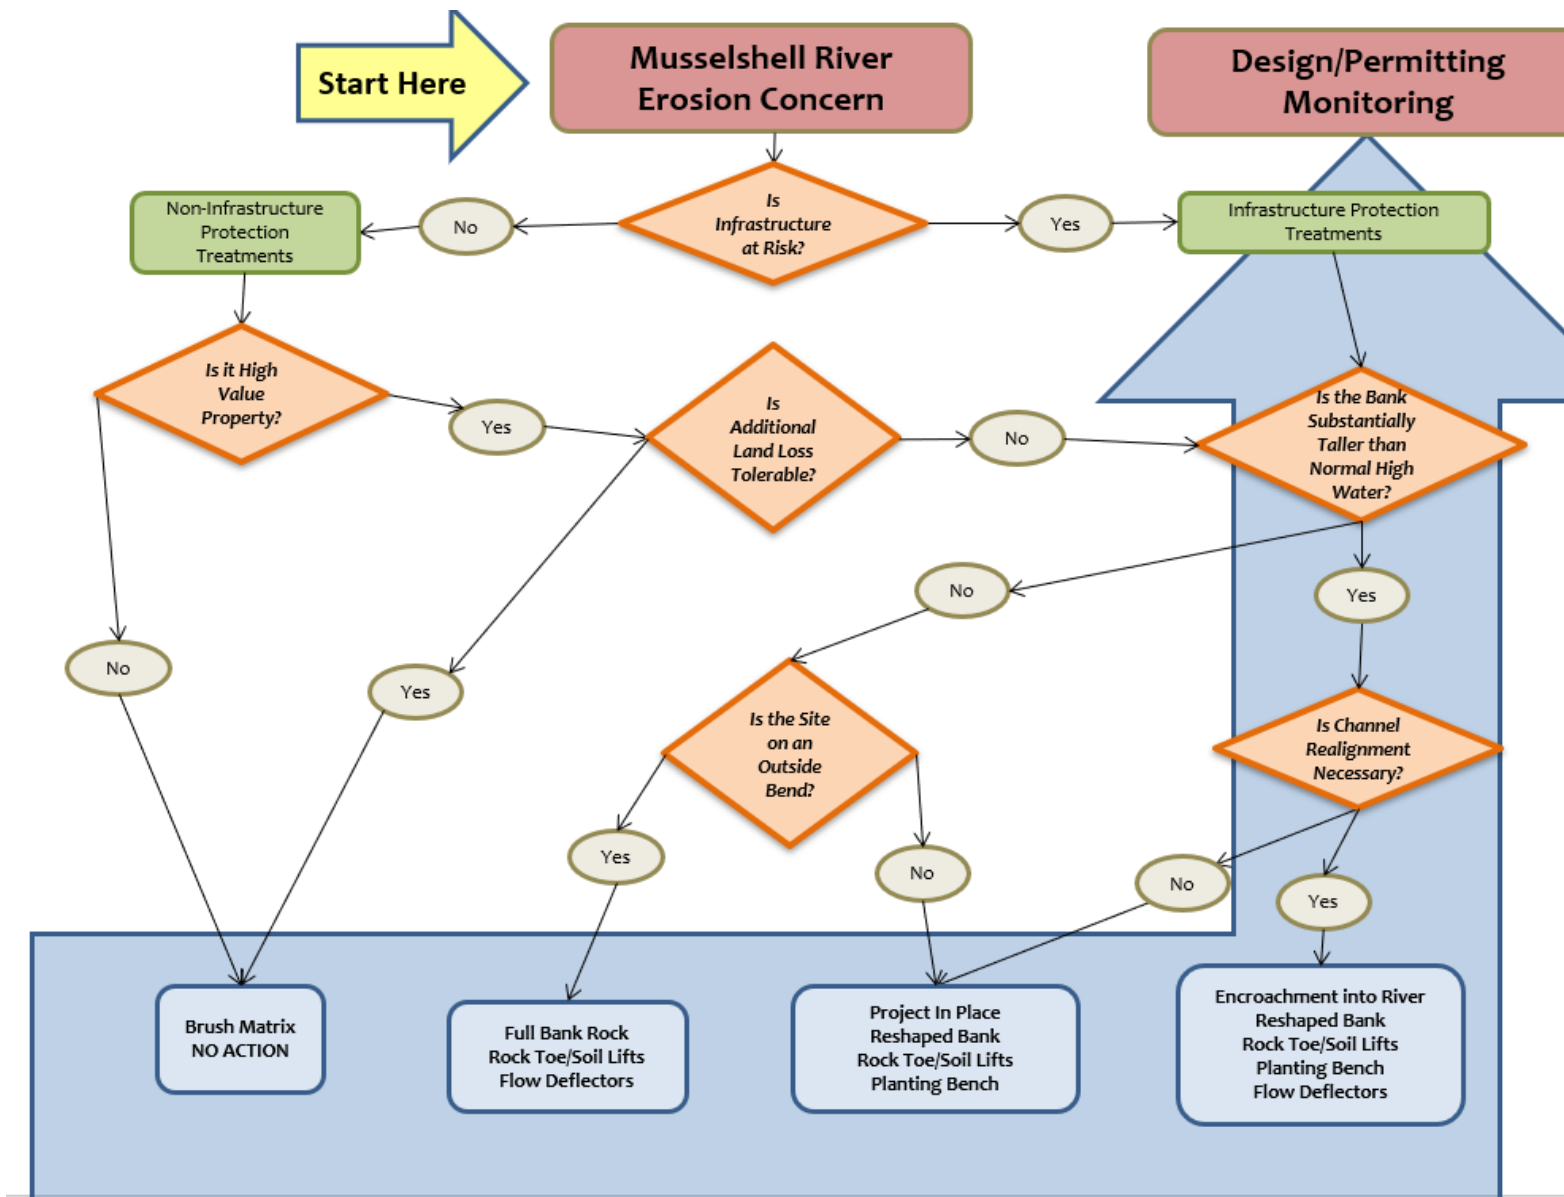 Start Here
Musselshell River
Erosion Concern
Design/Permitting
Monitoring
Is
Infrastructure
at Risk?
No
Yes
Non-Infrastructure
Protection
Treatments
Infrastructure Protection
Treatments
Is it High
Value
Property?
Yes
Is
Additional
Land Loss
Tolerable?
No
Is the Bank
Substantially
Taller than
Normal High
Water?
No
Yes
No
Yes
Is the Site
on an
Outside
Bend?
Is Channel
Realignment
Necessary?
Yes
No
No
Yes
Brush Matrix
NO ACTION
Full Bank Rock
Rock Toe/Soil Lifts
Flow Deflectors
Project In Place
Reshaped Bank
Rock Toe/Soil Lifts
Planting Bench
Encroachment into River
Reshaped Bank
Rock Toe/Soil Lifts
Planting Bench
Flow Deflectors